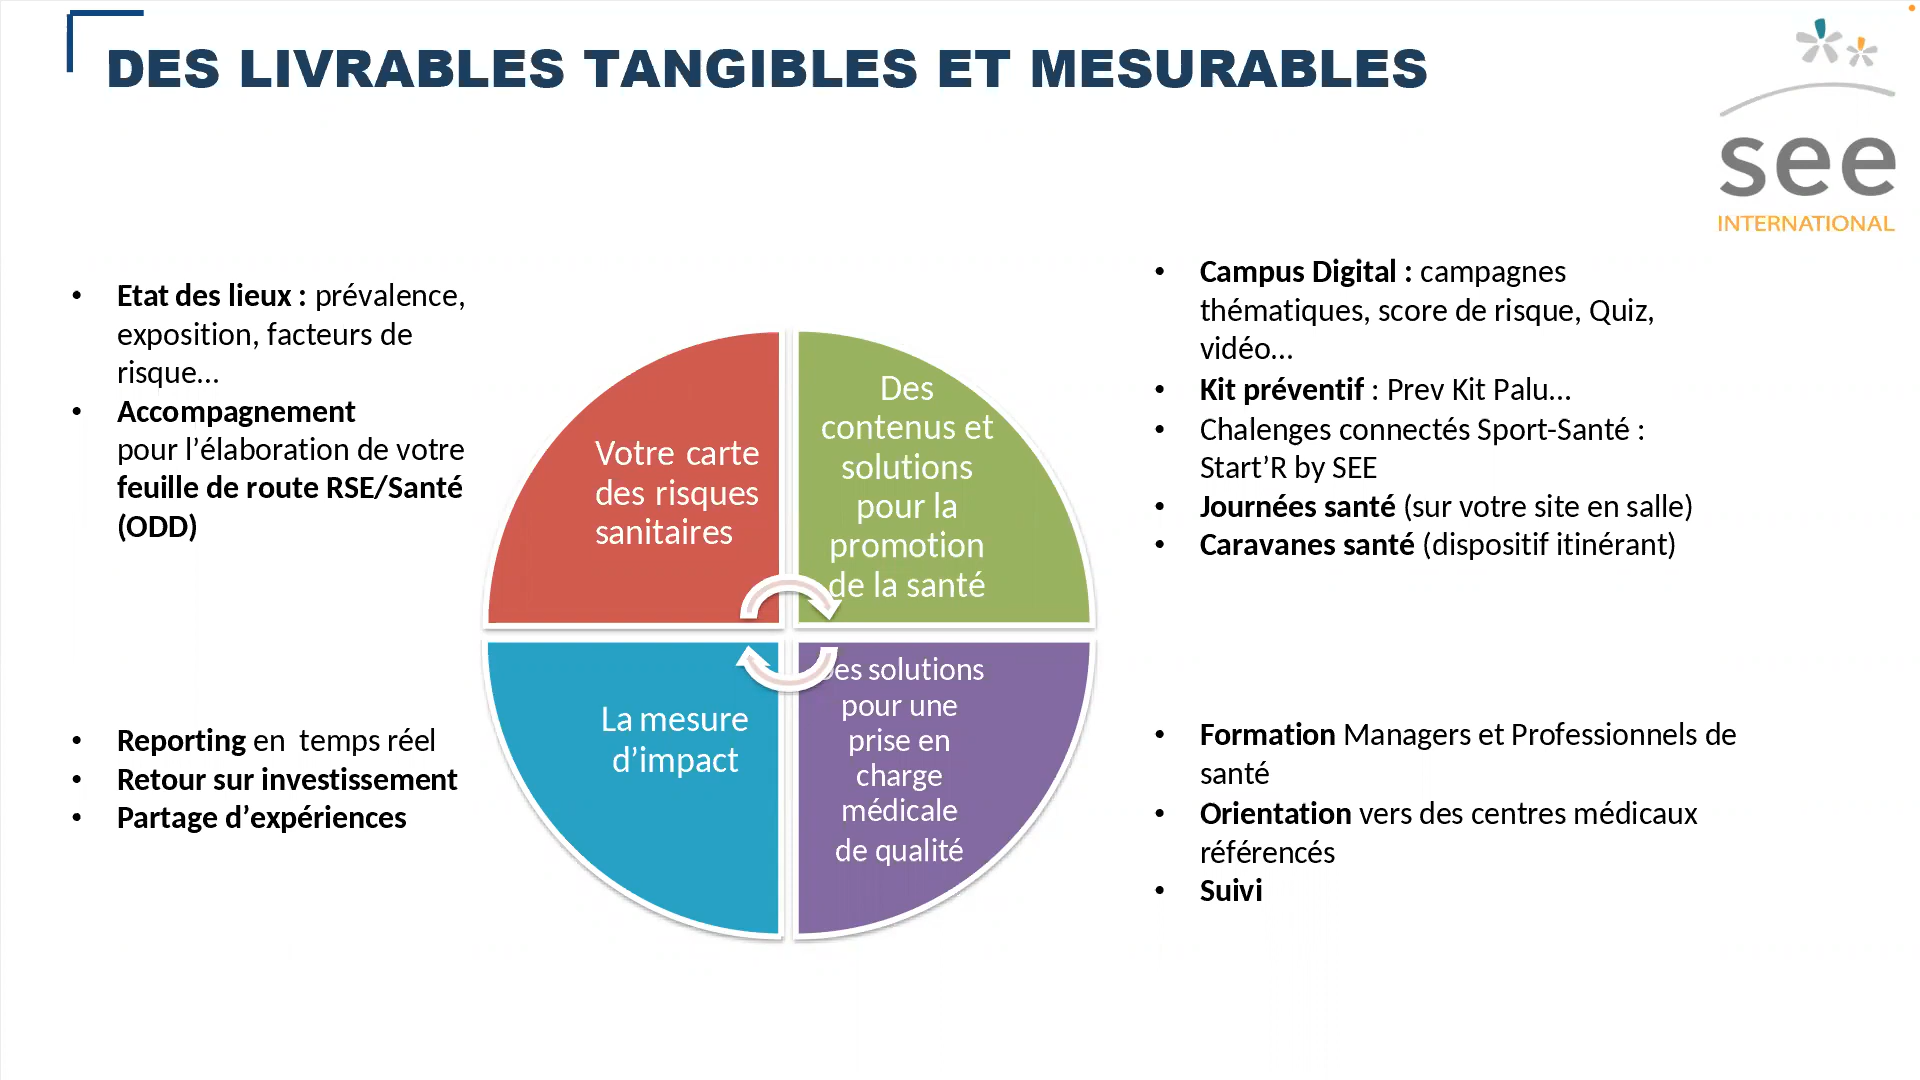 DES LIVRABLES TANGIBLES ET MESURABLES
see
INTERNATIONAL
• Etat des lieux : prévalence,
exposition, facteurs de
risque...
• Accompagnement
pour l’élaboration de votre
feuille de route RSE/Santé
(ODD)
Votre carte
des risques
sanitaires
Des
contenus et
solutions
pour la
promotion
de la santé
• Campus Digital : campagnes
thématiques, score de risque, Quiz,
vidéo...
• Kit préventif : Prev Kit Palu...
• Chalenges connectés Sport-Santé :
Start’R by SEE
• Journées santé (sur votre site en salle)
• Caravanes santé (dispositif itinérant)
• Reporting en  temps réel
• Retour sur investissement
• Partage d’expériences
La mesure
d’impact
Des solutions
pour une
prise en
charge
médicale
de qualité
• Formation Managers et Professionnels de
santé
• Orientation vers des centres médicaux
référencés
• Suivi